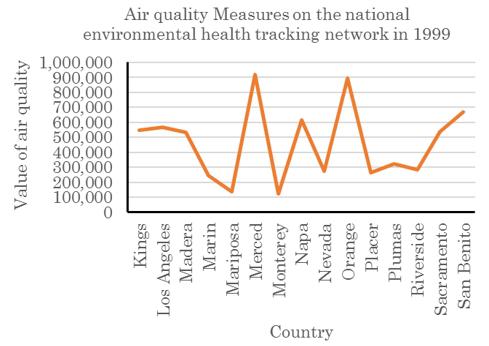 Air quality Measures on the national
environmental health tracking network in 1999
Value of air quality
1,000,000
900,000
800,000
700,000
600,000
500,000
400,000
300,000
200,000
100,000
0
Kings
Los Angeles
Madera
Marin
Mariposa
Merced
Monterey
Napa
Nevada
Orange
Placer
Plumas
Riverside
Sacramento
San Benito
Country